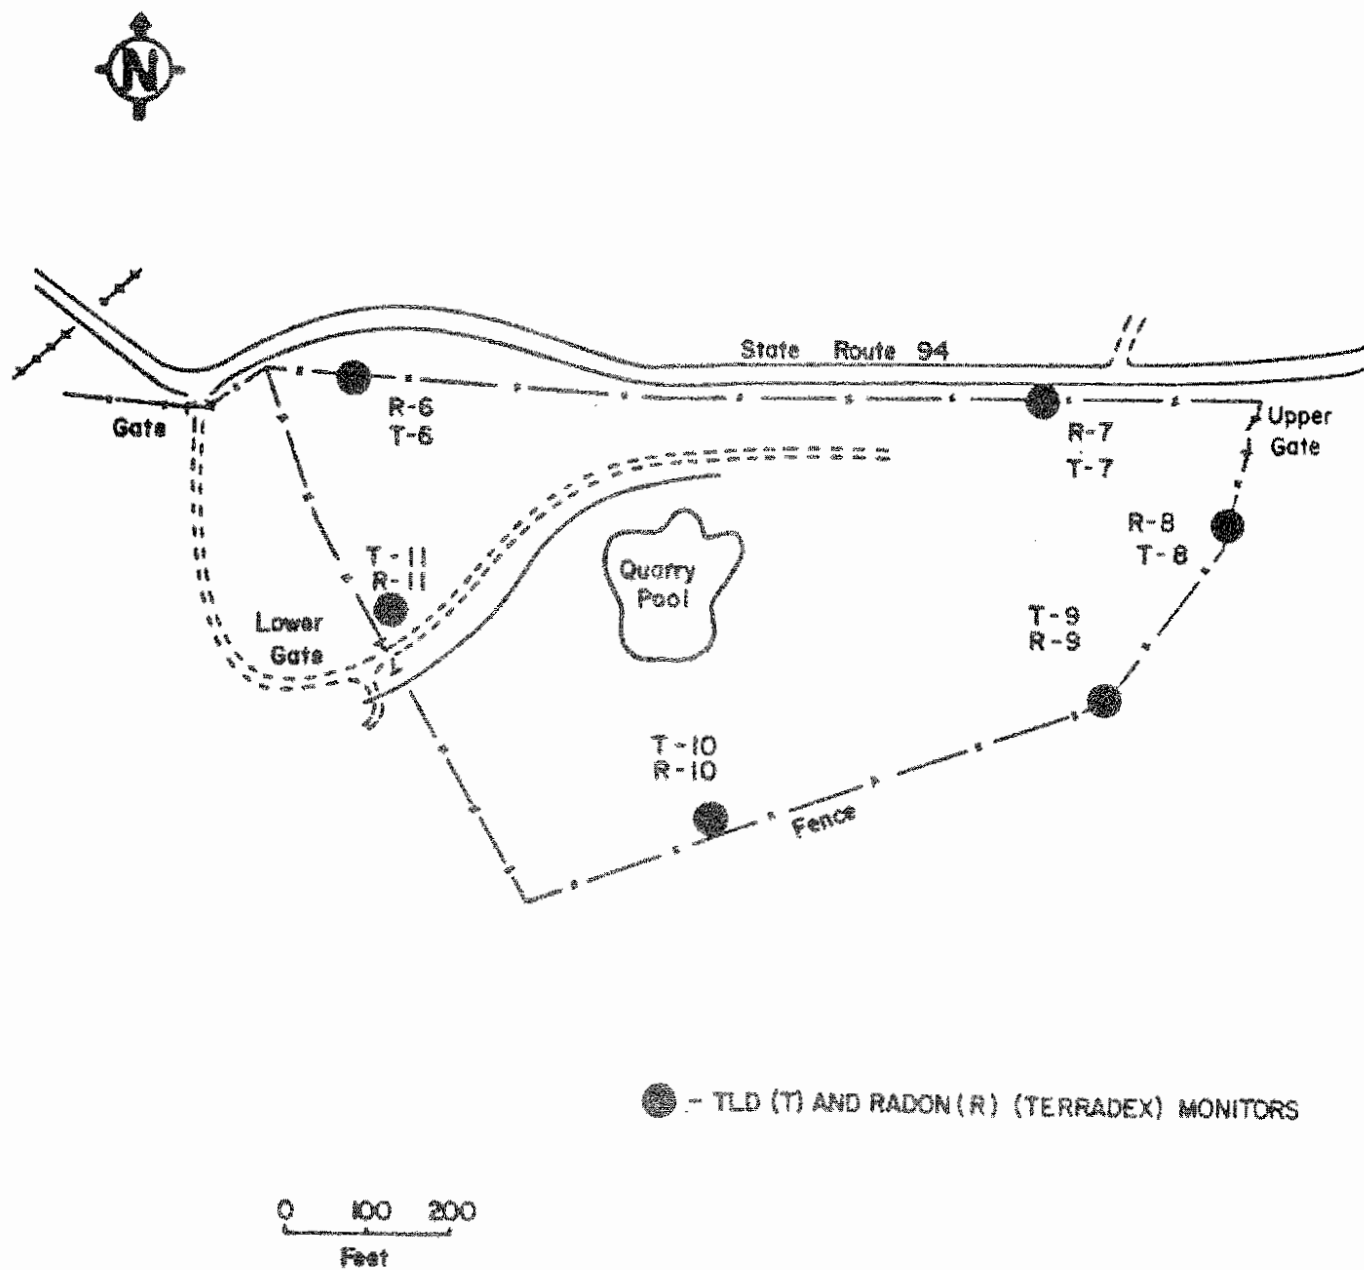 N
State Route 94
Gate
R-6
T-6
R-7
T-7
Upper
Gate
R-8
T-8
T-11
R-11
Quarry
Pool
Lower
Gate
T-9
R-9
T-10
R-10
Fence
- TLD (T) AND RADON (R) (TERRADEX) MONITORS
0 100 200
Feet